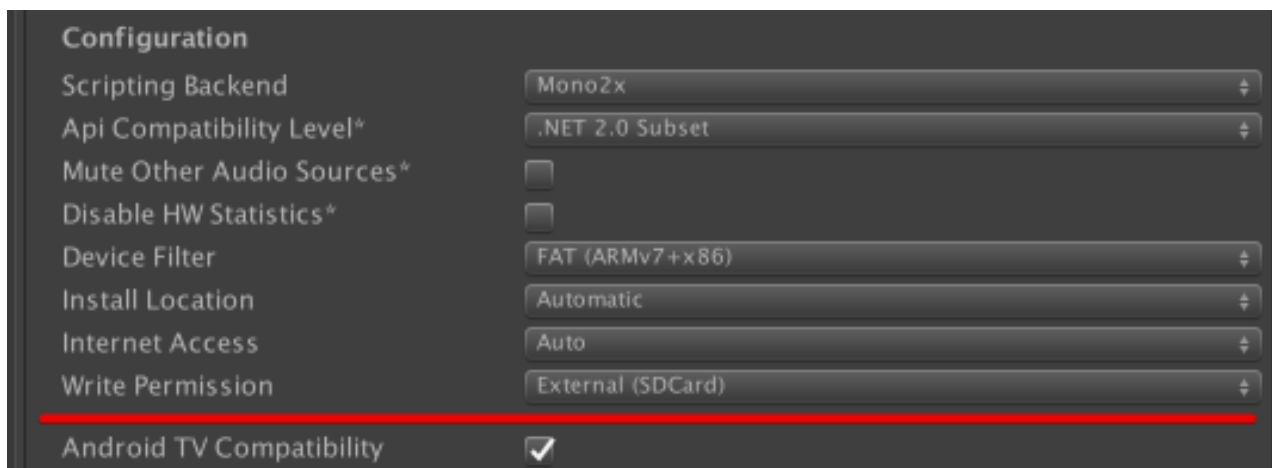 Configuration
Scripting Backend Mono2x
Api Compatibility Level* .NET 2.0 Subset
Mute Other Audio Sources*
Disable HW Statistics*
Device Filter FAT (ARMv7+x86)
Install Location Automatic
Internet Access Auto
Write Permission External (SDCard)
Android TV Compatibility